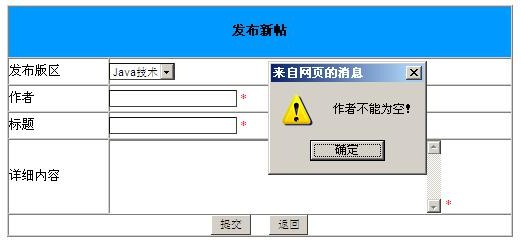 发布新帖
发布版区 Java技术
来自网页的消息
作者 *
作者不能为空!
标题 *
确定
详细内容 *
提交 返回